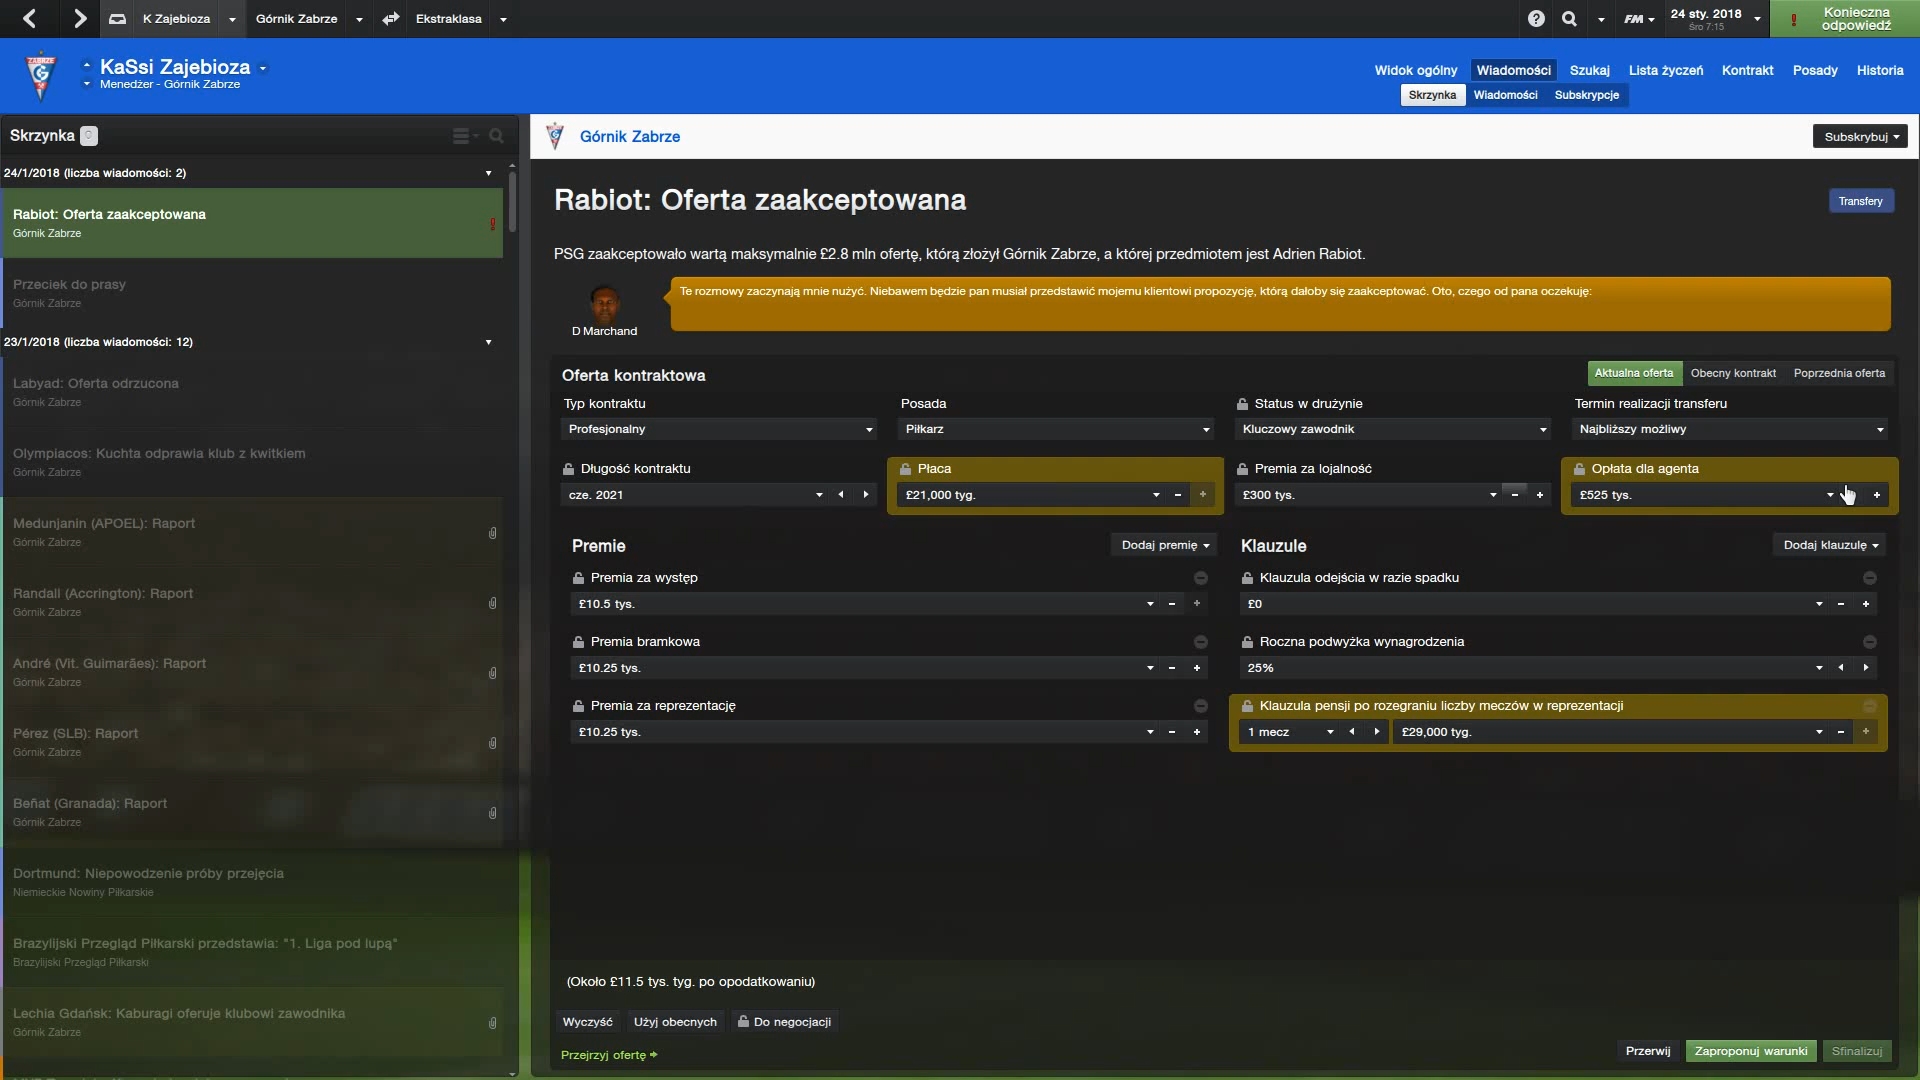 K Zajebioza
Górnik Zabrze
Ekstraklasa
FM
24 sty. 2018
Śro 7:15
Konieczna odpowiedź
KaSsi Zajebioza
Menedżer - Górnik Zabrze
Widok ogólny
Wiadomości
Szukaj
Lista życzeń
Kontrakt
Posady
Historia
Skrzynka
Wiadomości
Subskrypcje
Skrzynka
Górnik Zabrze
Subskrybuj
24/1/2018 (liczba wiadomości: 2)
Rabiot: Oferta zaakceptowana
Górnik Zabrze
Przeciek do prasy
Górnik Zabrze
23/1/2018 (liczba wiadomości: 12)
Labyad: Oferta odrzucona
Górnik Zabrze
Olympiacos: Kuchta odprawia klub z kwitkiem
Górnik Zabrze
Medunjanin (APOEL): Raport
Górnik Zabrze
Randall (Accrington): Raport
Górnik Zabrze
André (Vit. Guimarães): Raport
Górnik Zabrze
Pérez (SLB): Raport
Górnik Zabrze
Beñat (Granada): Raport
Górnik Zabrze
Dortmund: Niepowodzenie próby przejęcia
Niemieckie Nowiny Piłkarskie
Brazylijski Przegląd Piłkarski przedstawia: "1. Liga pod lupą"
Brazylijski Przegląd Piłkarski
Lechia Gdańsk: Kaburagi oferuje klubowi zawodnika
Górnik Zabrze
Rabiot: Oferta zaakceptowana
Transfery
PSG zaakceptowało wartą maksymalnie £2.8 mln ofertę, którą złożył Górnik Zabrze, a której przedmiotem jest Adrien Rabiot.
Te rozmowy zaczynają mnie nużyć. Niebawem będzie pan musiał przedstawić mojemu klientowi propozycję, którą dałoby się zaakceptować. Oto, czego od pana oczekuję:
D Marchand
Oferta kontraktowa
Aktualna oferta
Obecny kontrakt
Poprzednia oferta
Typ kontraktu
Posada
Status w drużynie
Termin realizacji transferu
Profesjonalny
Piłkarz
Kluczowy zawodnik
Najbliższy możliwy
Długość kontraktu
Płaca
Premia za lojalność
Opłata dla agenta
cze. 2021
£21,000 tyg.
£300 tys.
£525 tys.
Premie
Dodaj premię
Klauzule
Dodaj klauzulę
Premia za występ
Klauzula odejścia w razie spadku
£10.5 tys.
£0
Premia bramkowa
Roczna podwyżka wynagrodzenia
£10.25 tys.
25%
Premia za reprezentację
Klauzula pensji po rozegraniu liczby meczów w reprezentacji
£10.25 tys.
1 mecz
£29,000 tyg.
(Około £11.5 tys. tyg. po opodatkowaniu)
Wyczyść
Użyj obecnych
Do negocjacji
Przejrzyj ofertę
Przerwij
Zaproponuj warunki
Sfinalizuj